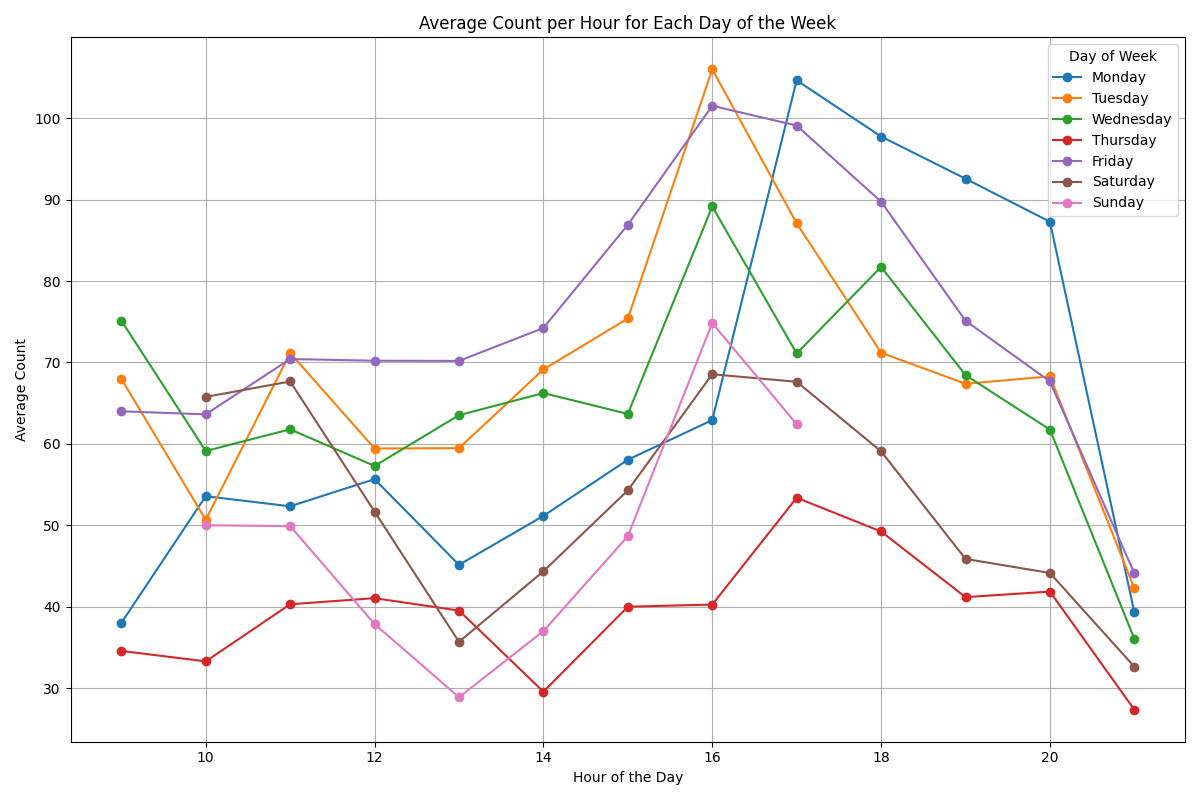 Average Count per Hour for Each Day of the Week
Day of Week
Monday
Tuesday
Wednesday
Thursday
Friday
Saturday
Sunday
Average Count
100
90
80
70
60
50
40
30
10 12 14 16 18 20
Hour of the Day